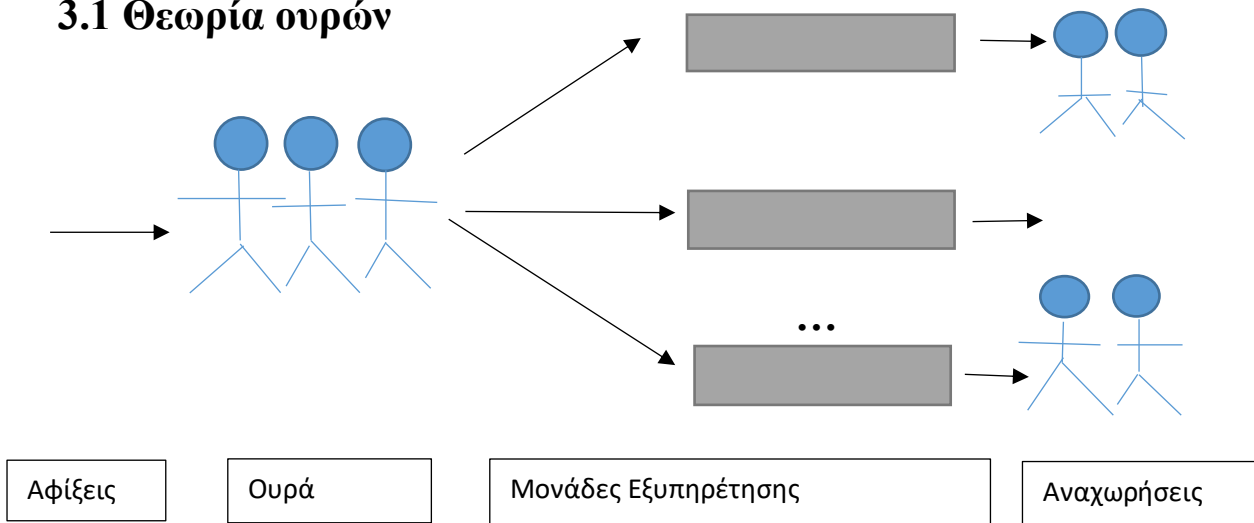 3.1 Θεωρία ουρών
...
Αφίξεις
Ουρά
Μονάδες Εξυπηρέτησης
Αναχωρήσεις